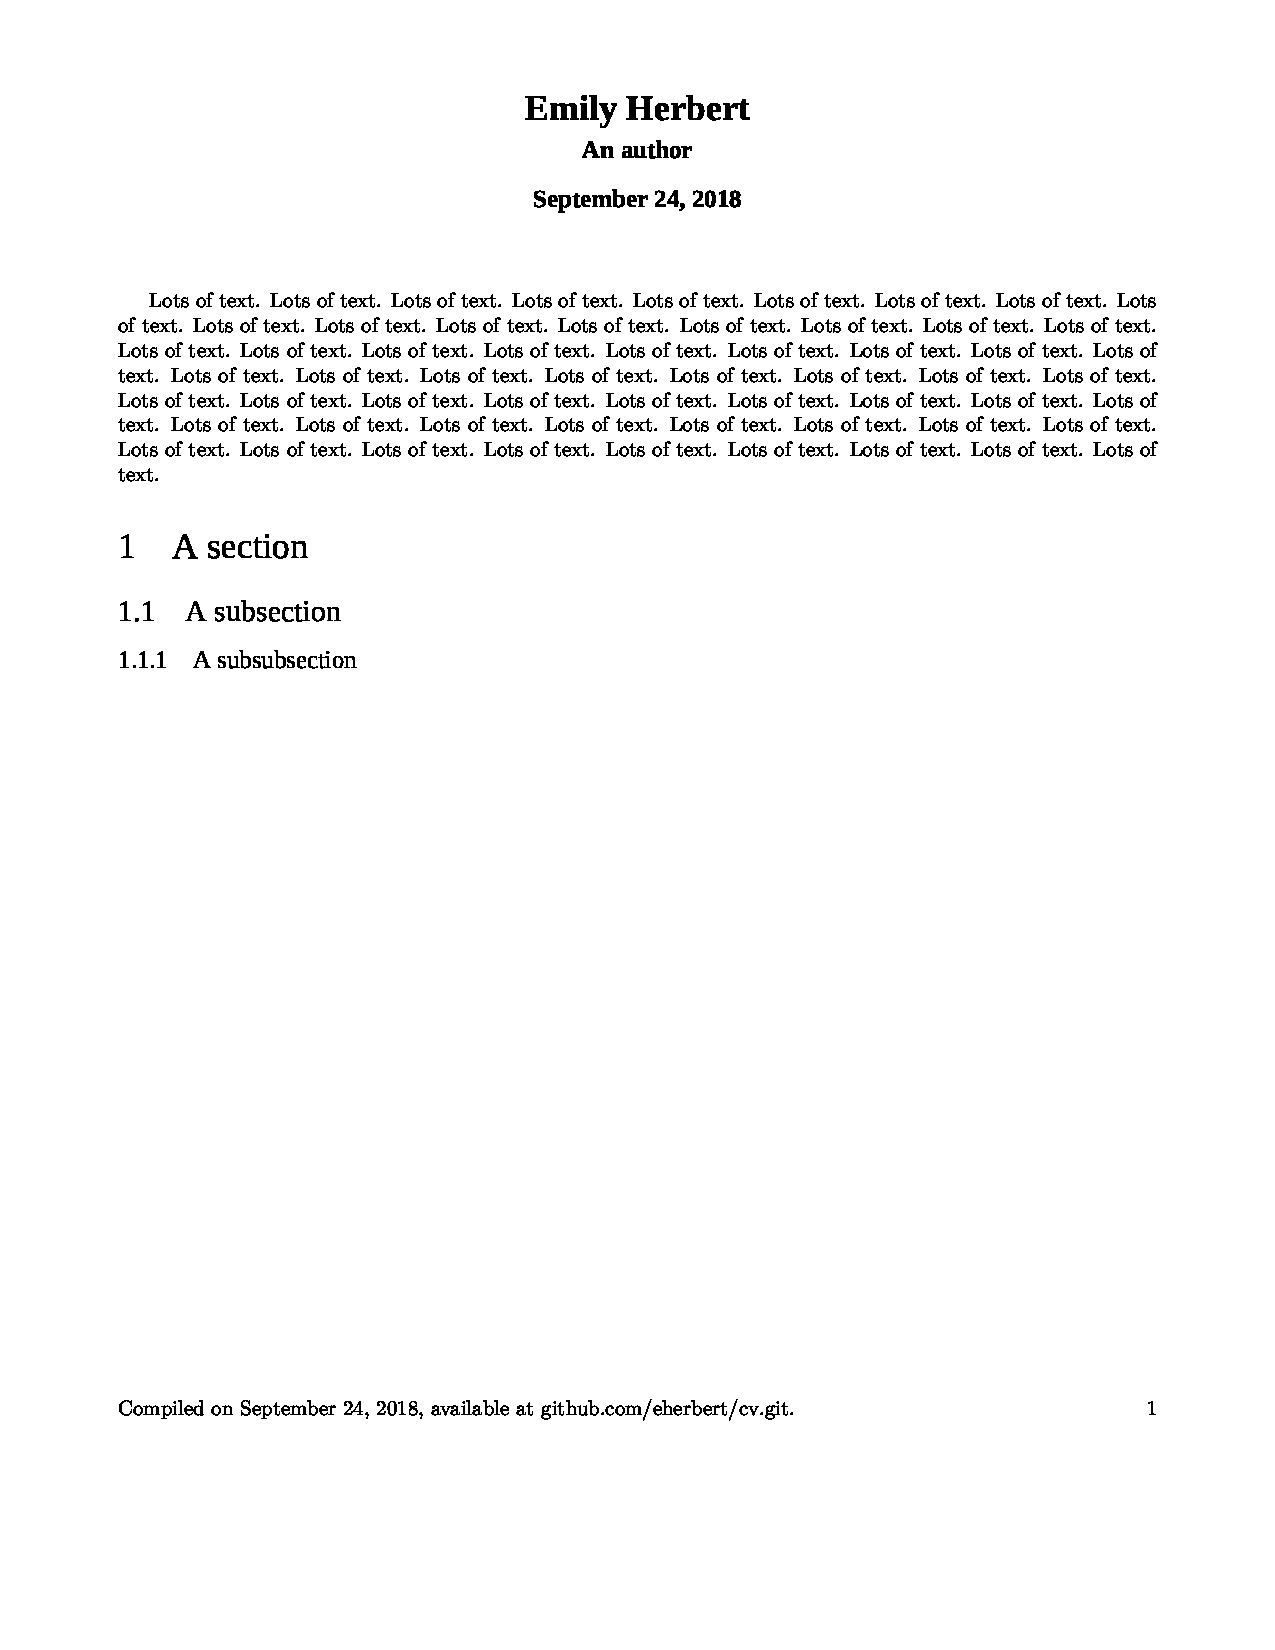 Emily Herbert
An author
September 24, 2018
Lots of text. Lots of text. Lots of text. Lots of text. Lots of text. Lots of text. Lots of text. Lots of text. Lots
of text. Lots of text. Lots of text. Lots of text. Lots of text. Lots of text. Lots of text. Lots of text. Lots of text.
Lots of text. Lots of text. Lots of text. Lots of text. Lots of text. Lots of text. Lots of text. Lots of text. Lots of
text. Lots of text. Lots of text. Lots of text. Lots of text. Lots of text. Lots of text. Lots of text. Lots of text.
Lots of text. Lots of text. Lots of text. Lots of text. Lots of text. Lots of text. Lots of text. Lots of text. Lots of
text. Lots of text. Lots of text. Lots of text. Lots of text. Lots of text. Lots of text. Lots of text. Lots of text.
Lots of text. Lots of text. Lots of text. Lots of text. Lots of text. Lots of text. Lots of text. Lots of text. Lots of
text.
1 A section
1.1 A subsection
1.1.1 A subsubsection
Compiled on September 24, 2018, available at github.com/eherbert/cv.git. 1